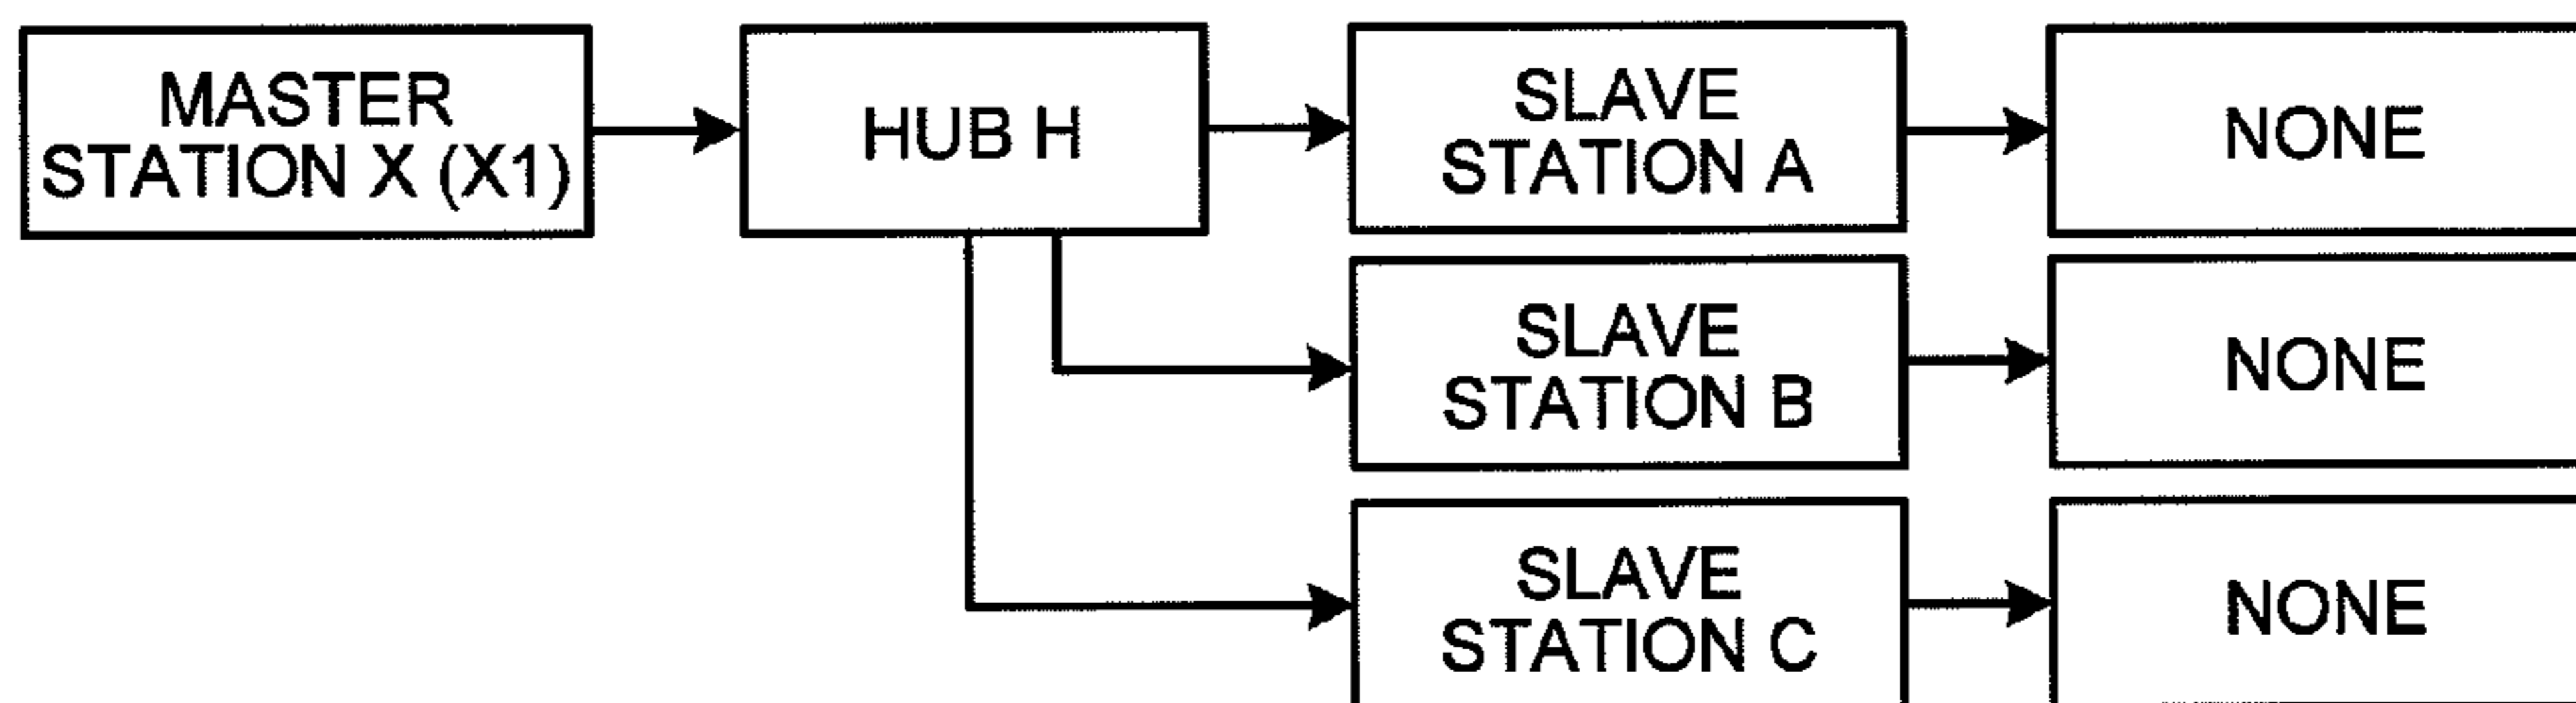 MASTER
STATION X (X1)
HUB H
SLAVE
STATION A
NONE
SLAVE
STATION B
NONE
SLAVE
STATION C
NONE